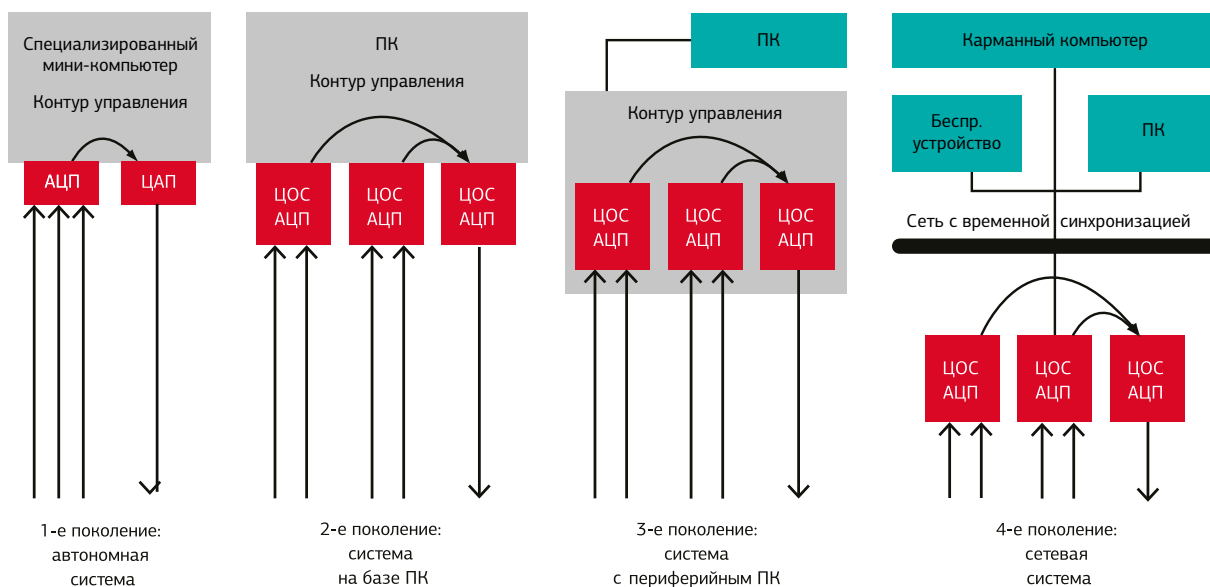 Специализированный
мини-компьютер
Контур управления
АЦП
ЦАП
1-е поколение:
автономная
система
ПК
Контур управления
ЦОС
АЦП
ЦОС
АЦП
ЦОС
АЦП
2-е поколение:
система
на базе ПК
ПК
Контур управления
ЦОС
АЦП
ЦОС
АЦП
ЦОС
АЦП
3-е поколение:
система
с периферийным ПК
Карманный компьютер
Беспр.
устройство
ПК
Сеть с временной синхронизацией
ЦОС
АЦП
ЦОС
АЦП
ЦОС
АЦП
4-е поколение:
сетевая
система